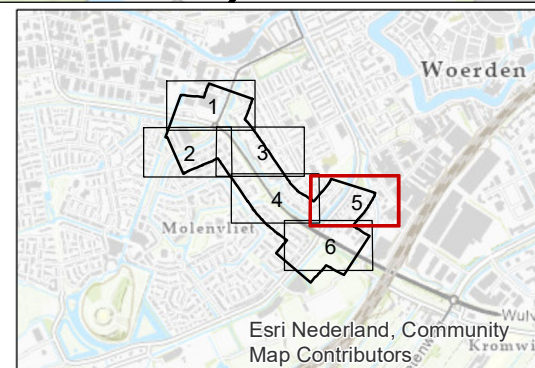 Woerden
1
2
3
4
5
Molenvliet
6
Esri Nederland, Community
Map Contributors
Wulv
Kromwi